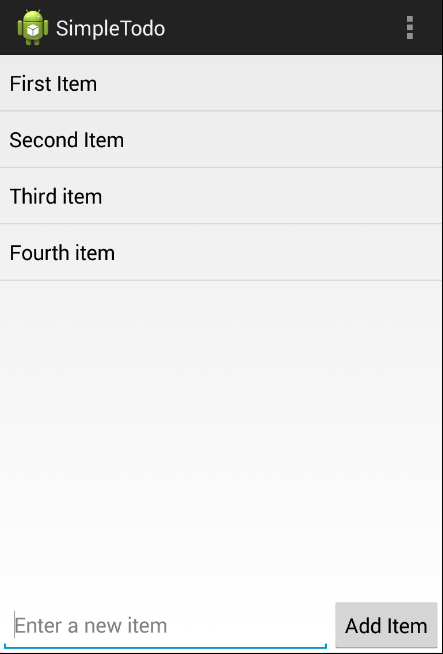 SimpleTodo
First Item
Second Item
Third item
Fourth item
Enter a new item
Add Item